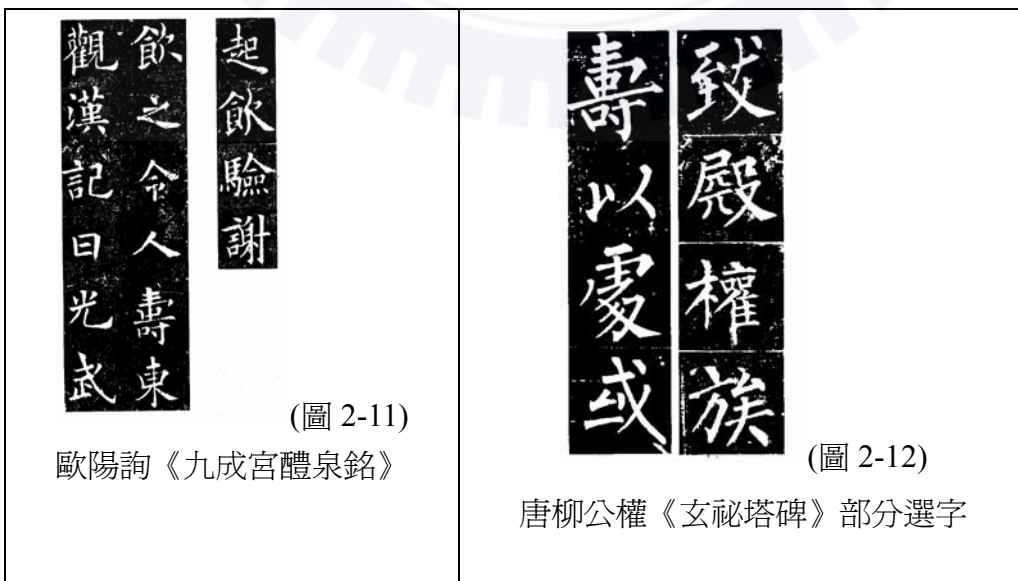 起飲驗謝
飲之令人壽東
觀漢記曰光武
(圖 2-11)
歐陽詢《九成宮醴泉銘》
致殿權族
壽以處或
(圖 2-12)
唐柳公權《玄祕塔碑》部分選字